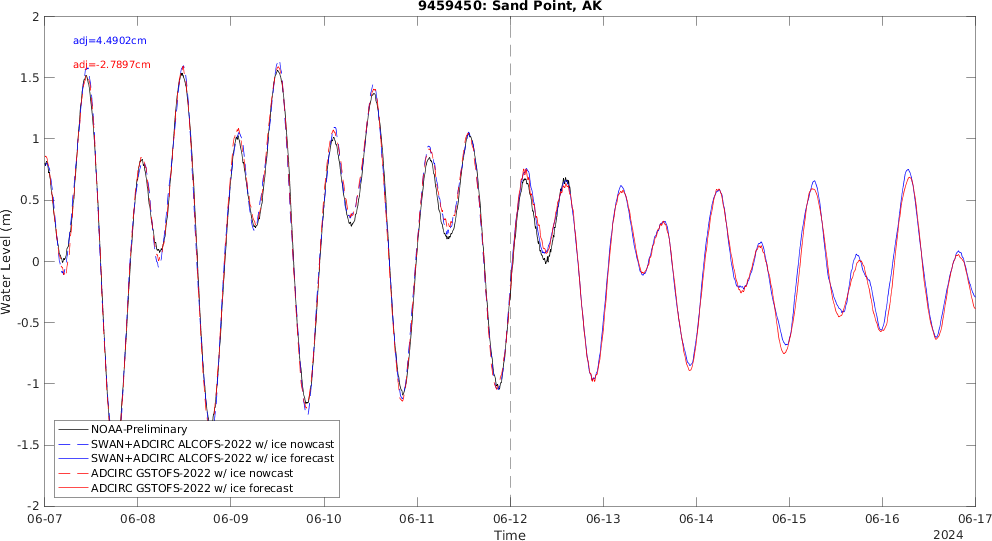 9459450: Sand Point, AK
adj=4.4902cm
adj=-2.7897cm
Water Level (m)
2
1.5
1
0.5
0
-0.5
-1
-1.5
-2
NOAA-Preliminary
SWAN+ADCIRC ALCOFS-2022 w/ ice nowcast
SWAN+ADCIRC ALCOFS-2022 w/ ice forecast
ADCIRC GSTOFS-2022 w/ ice nowcast
ADCIRC GSTOFS-2022 w/ ice forecast
06-07 06-08 06-09 06-10 06-11 06-12 06-13 06-14 06-15 06-16 06-17
Time
2024